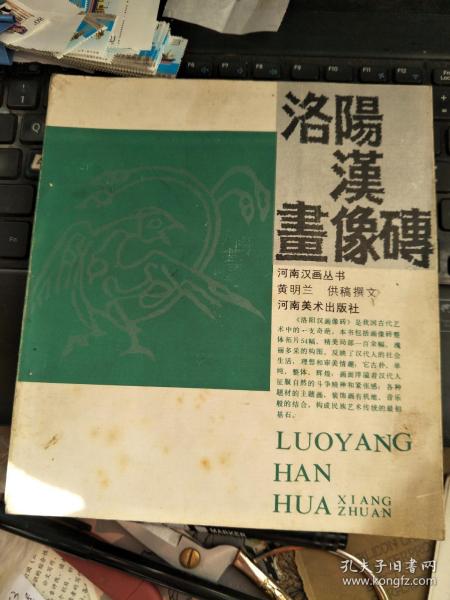 洛陽
漢
畫像磚
河南汉画丛书
黄明兰 供稿撰文
河南美术出版社
《洛阳汉画像砖》是我国古代艺
术中的一支奇葩。本书包括画像砖整
体拓片54幅、精美局部一百余幅。瑰
丽多采的构图，反映了汉代人的社会
生活、理想和审美情趣；它古朴、单
纯、整体、辉煌；画面洋溢着汉代人
征服自然的斗争精神和紧张感；各种
题材的主题画，装饰画有机地、音乐
般的结合，构成民族艺术传统的最初
基石。
LUOYANG
HAN
HUA XIANG ZHUAN
MARKER
孔夫子旧书网
www.kongfz.com